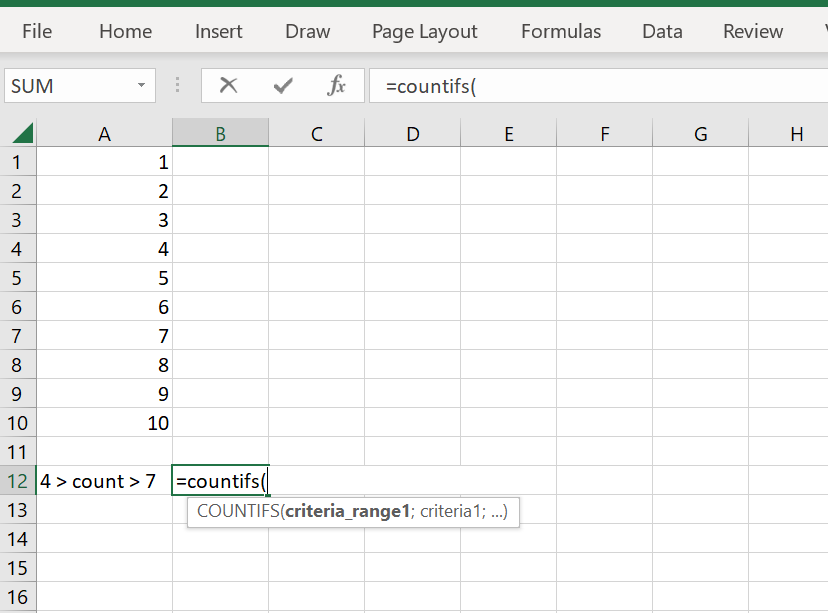 File Home Insert Draw Page Layout Formulas Data Review
SUM =countifs(
A B C D E F G H
1 1
2 2
3 3
4 4
5 5
6 6
7 7
8 8
9 9
10 10
11
12 4 > count > 7 =countifs(
13 COUNTIFS(criteria_range1; criteria1; ...)
14
15
16